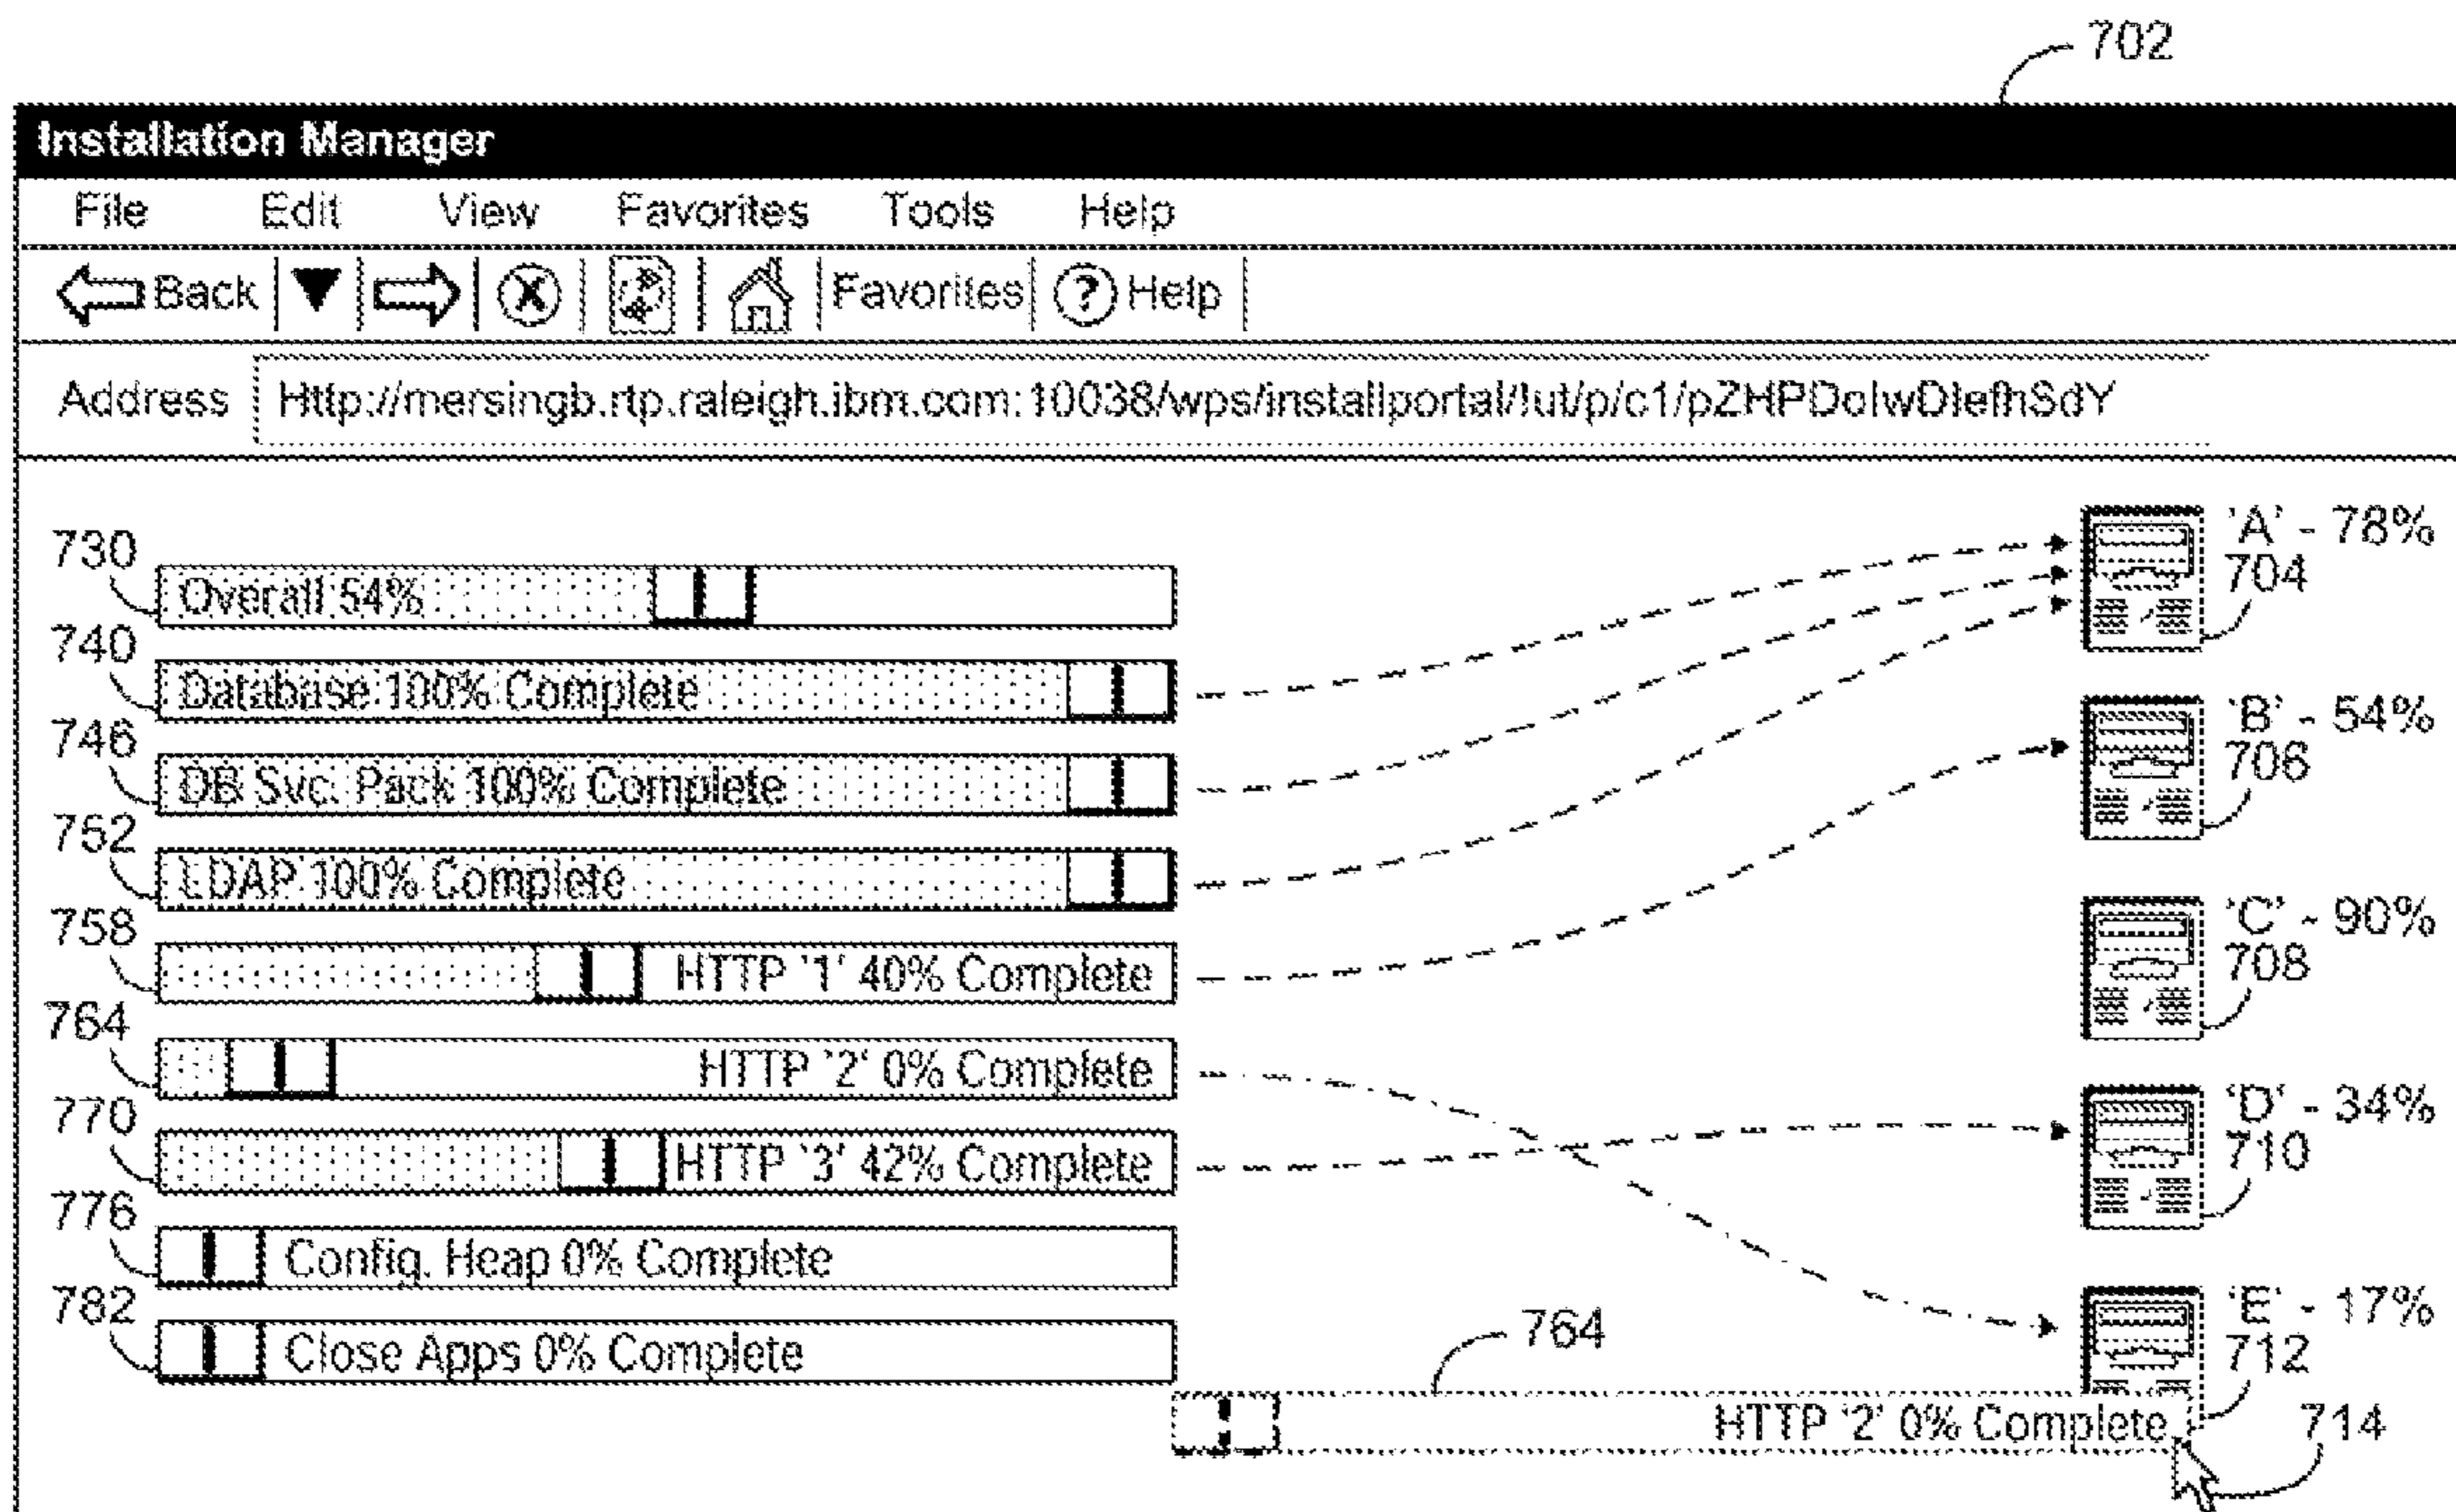 702
Installation Manager
File Edit View Favorites Tools Help
Back X Favorites ? Help
Address Http://mersingb.rtp.raleigh.ibm.com:10038/wps/installportal/!ut/p/c1/pZHPDolwDIefhSdY
730 Overall 54%
740 Database 100% Complete
746 DB Svc. Pack 100% Complete
752 LDAP 100% Complete
758 HTTP '1' 40% Complete
764 HTTP '2' 0% Complete
770 HTTP '3' 42% Complete
776 Config. Heap 0% Complete
782 Close Apps 0% Complete
'A' - 78%
704
'B' - 54%
706
'C' - 90%
708
'D' - 34%
710
'E' - 17%
712
764
HTTP '2' 0% Complete
714